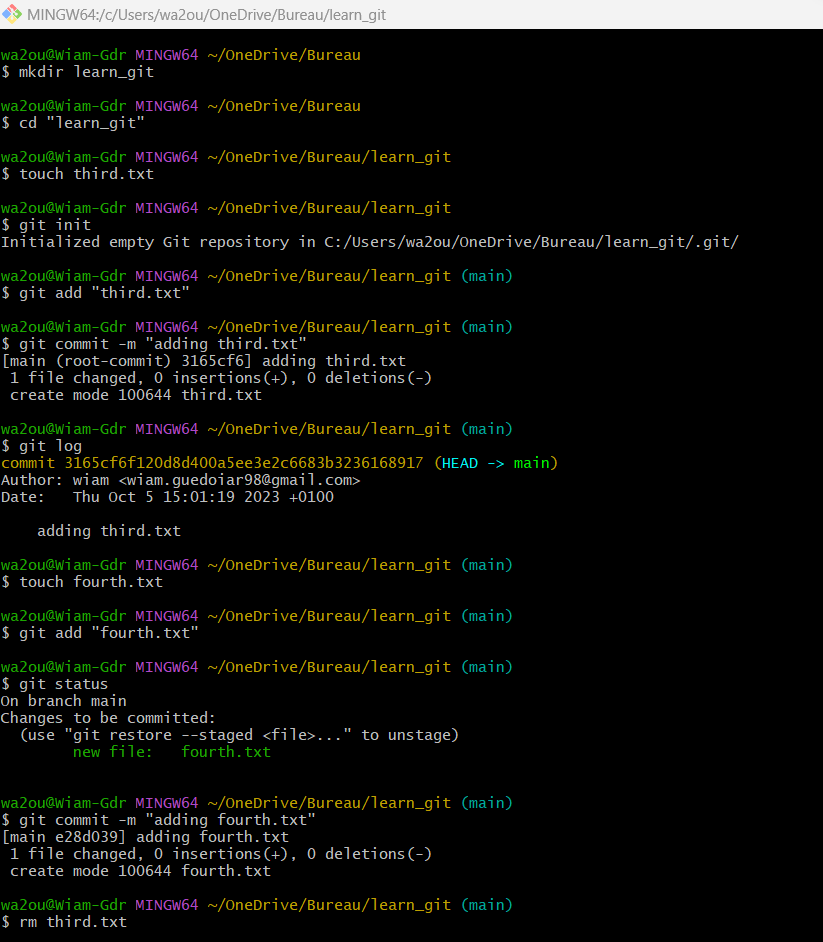 MINGW64:/c/Users/wa2ou/OneDrive/Bureau/learn_git
wa2ou@Wiam-Gdr MINGW64 ~/OneDrive/Bureau
$ mkdir learn_git
wa2ou@Wiam-Gdr MINGW64 ~/OneDrive/Bureau
$ cd "learn_git"
wa2ou@Wiam-Gdr MINGW64 ~/OneDrive/Bureau/learn_git
$ touch third.txt
wa2ou@Wiam-Gdr MINGW64 ~/OneDrive/Bureau/learn_git
$ git init
Initialized empty Git repository in C:/Users/wa2ou/OneDrive/Bureau/learn_git/.git/
wa2ou@Wiam-Gdr MINGW64 ~/OneDrive/Bureau/learn_git (main)
$ git add "third.txt"
wa2ou@Wiam-Gdr MINGW64 ~/OneDrive/Bureau/learn_git (main)
$ git commit -m "adding third.txt"
[main (root-commit) 3165cf6] adding third.txt
 1 file changed, 0 insertions(+), 0 deletions(-)
 create mode 100644 third.txt
wa2ou@Wiam-Gdr MINGW64 ~/OneDrive/Bureau/learn_git (main)
$ git log
commit 3165cf6f120d8d400a5ee3e2c6683b3236168917 (HEAD -> main)
Author: wiam <wiam.guedoiar98@gmail.com>
Date:   Thu Oct 5 15:01:19 2023 +0100
    adding third.txt
wa2ou@Wiam-Gdr MINGW64 ~/OneDrive/Bureau/learn_git (main)
$ touch fourth.txt
wa2ou@Wiam-Gdr MINGW64 ~/OneDrive/Bureau/learn_git (main)
$ git add "fourth.txt"
wa2ou@Wiam-Gdr MINGW64 ~/OneDrive/Bureau/learn_git (main)
$ git status
On branch main
Changes to be committed:
  (use "git restore --staged <file>..." to unstage)
        new file:   fourth.txt
wa2ou@Wiam-Gdr MINGW64 ~/OneDrive/Bureau/learn_git (main)
$ git commit -m "adding fourth.txt"
[main e28d039] adding fourth.txt
 1 file changed, 0 insertions(+), 0 deletions(-)
 create mode 100644 fourth.txt
wa2ou@Wiam-Gdr MINGW64 ~/OneDrive/Bureau/learn_git (main)
$ rm third.txt